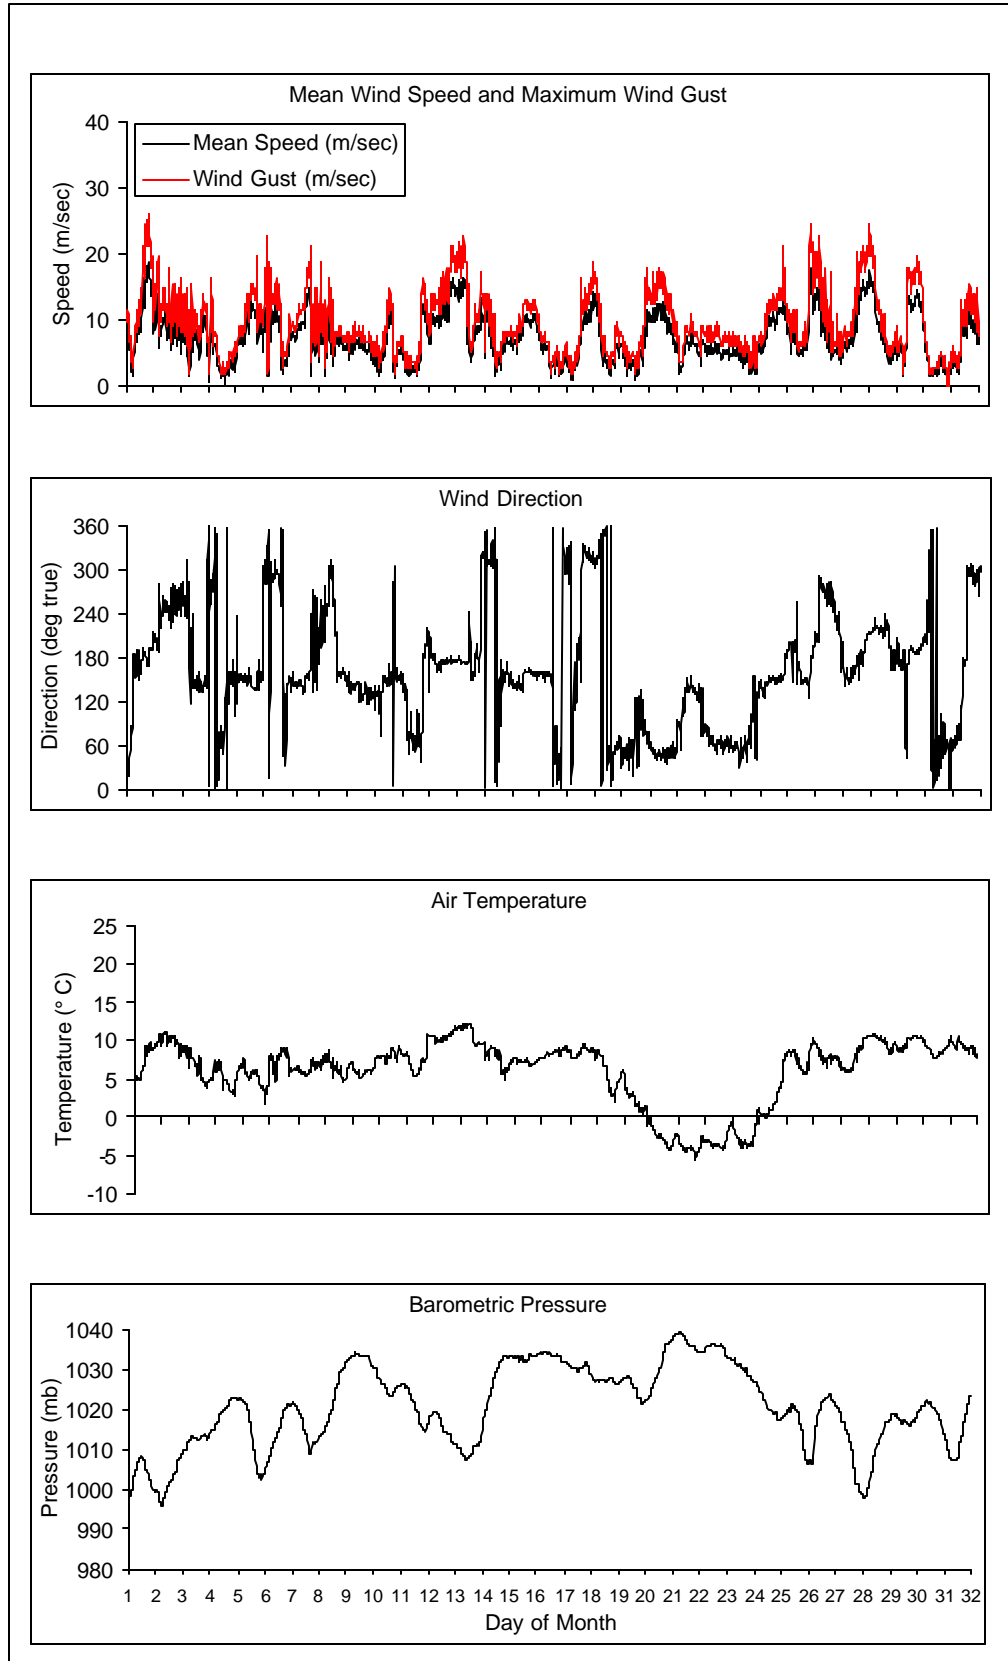 Mean Wind Speed and Maximum Wind Gust
40
30
20
10
0
Speed (m/sec)
Mean Speed (m/sec)
Wind Gust (m/sec)
Wind Direction
360
300
240
180
120
60
0
Direction (deg true)
Air Temperature
25
20
15
10
5
0
-5
-10
Temperature (° C)
Barometric Pressure
1040
1030
1020
1010
1000
990
980
Pressure (mb)
1 2 3 4 5 6 7 8 9 10 11 12 13 14 15 16 17 18 19 20 21 22 23 24 25 26 27 28 29 30 31 32
Day of Month